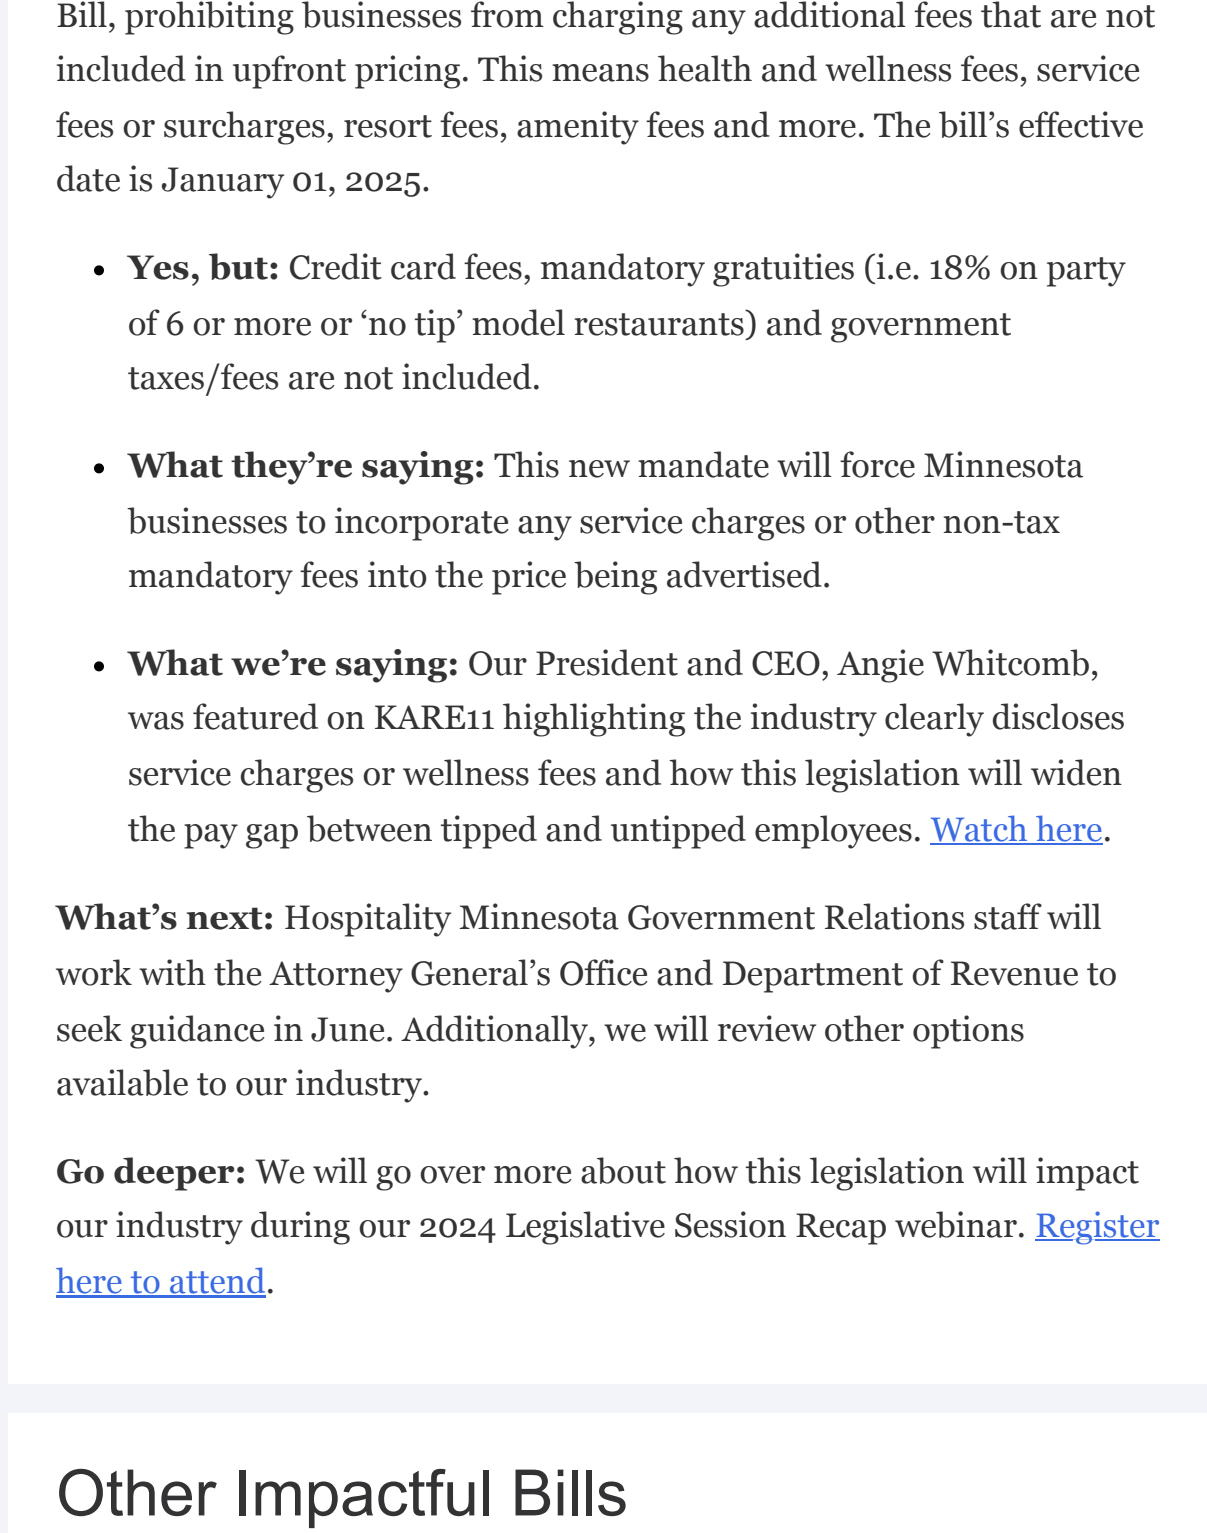 Bill, prohibiting businesses from charging any additional fees that are not
included in upfront pricing. This means health and wellness fees, service
fees or surcharges, resort fees, amenity fees and more. The bill’s effective
date is January 01, 2025.
• Yes, but: Credit card fees, mandatory gratuities (i.e. 18% on party
of 6 or more or ‘no tip’ model restaurants) and government
taxes/fees are not included.
• What they’re saying: This new mandate will force Minnesota
businesses to incorporate any service charges or other non-tax
mandatory fees into the price being advertised.
• What we’re saying: Our President and CEO, Angie Whitcomb,
was featured on KARE11 highlighting the industry clearly discloses
service charges or wellness fees and how this legislation will widen
the pay gap between tipped and untipped employees. Watch here.
What’s next: Hospitality Minnesota Government Relations staff will
work with the Attorney General’s Office and Department of Revenue to
seek guidance in June. Additionally, we will review other options
available to our industry.
Go deeper: We will go over more about how this legislation will impact
our industry during our 2024 Legislative Session Recap webinar. Register
here to attend.
Other Impactful Bills